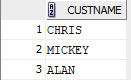 CUSTNAME
1 CHRIS
2 MICKEY
3 ALAN